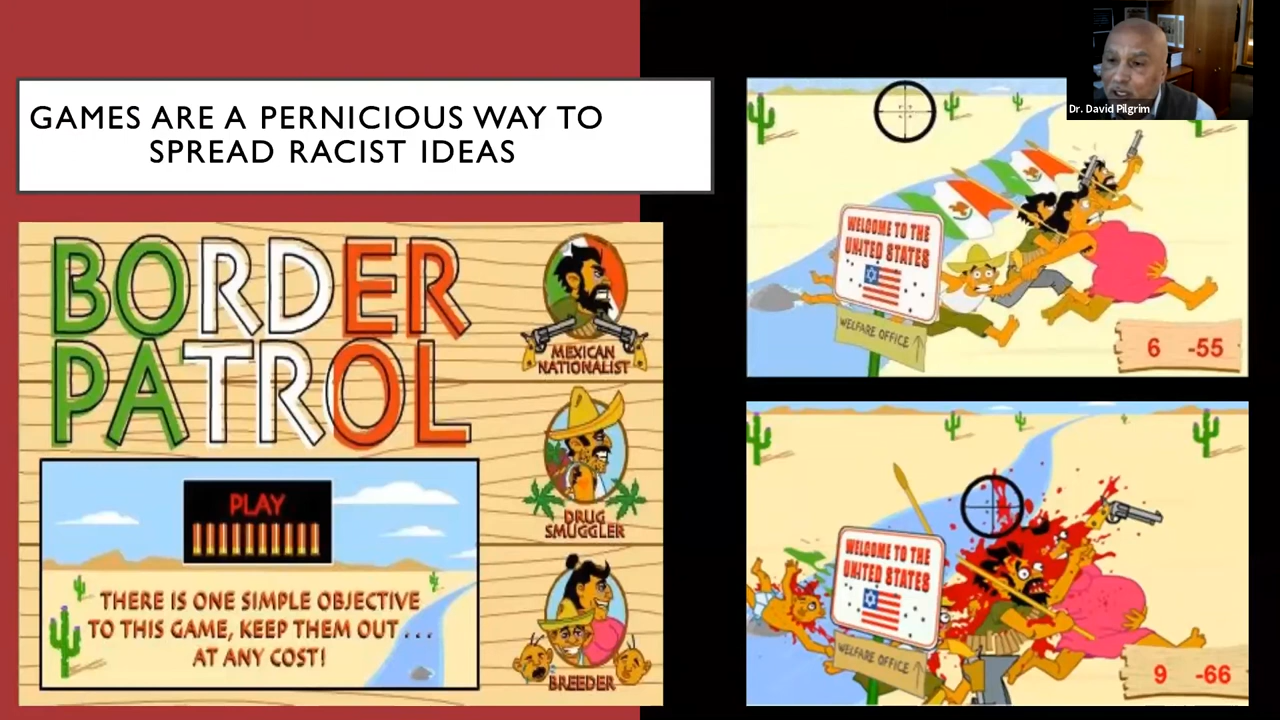 GAMES ARE A PERNICIOUS WAY TO
SPREAD RACIST IDEAS
BORDER
PATROL
PLAY
THERE IS ONE SIMPLE OBJECTIVE
TO THIS GAME, KEEP THEM OUT ...
AT ANY COST!
MEXICAN
NATIONALIST
DRUG
SMUGGLER
BREEDER
Dr. David Pilgrim
WELCOME TO THE
UNITED STATES
WELFARE OFFICE
6 -55
WELCOME TO THE
UNITED STATES
WELFARE OFFICE
9 -66